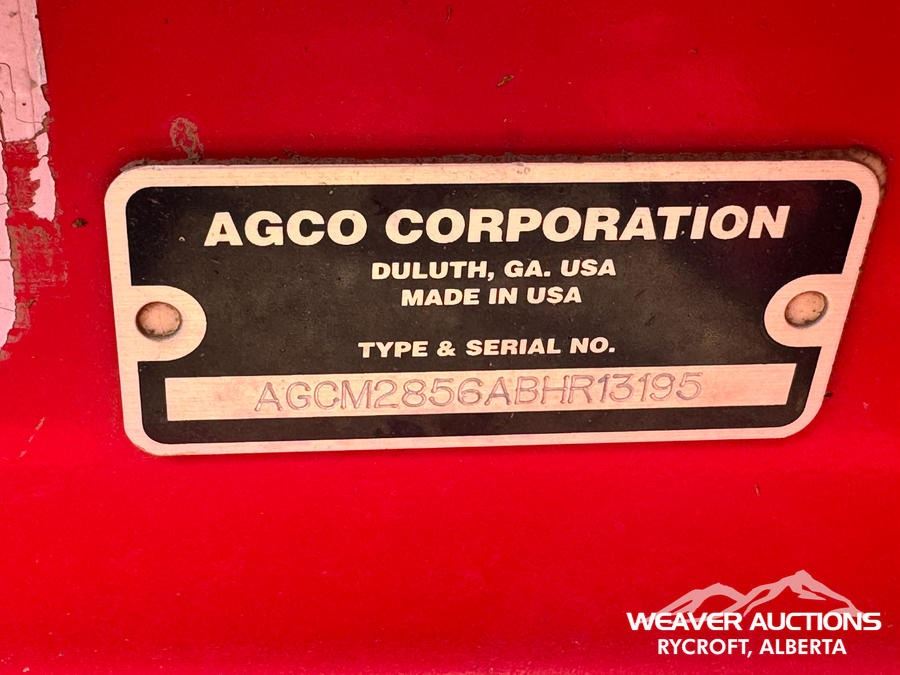 AGCO CORPORATION
DULUTH, GA. USA
MADE IN USA
TYPE & SERIAL NO.
AGCM2856ABHR13195
WEAVER AUCTIONS
RYCROFT, ALBERTA